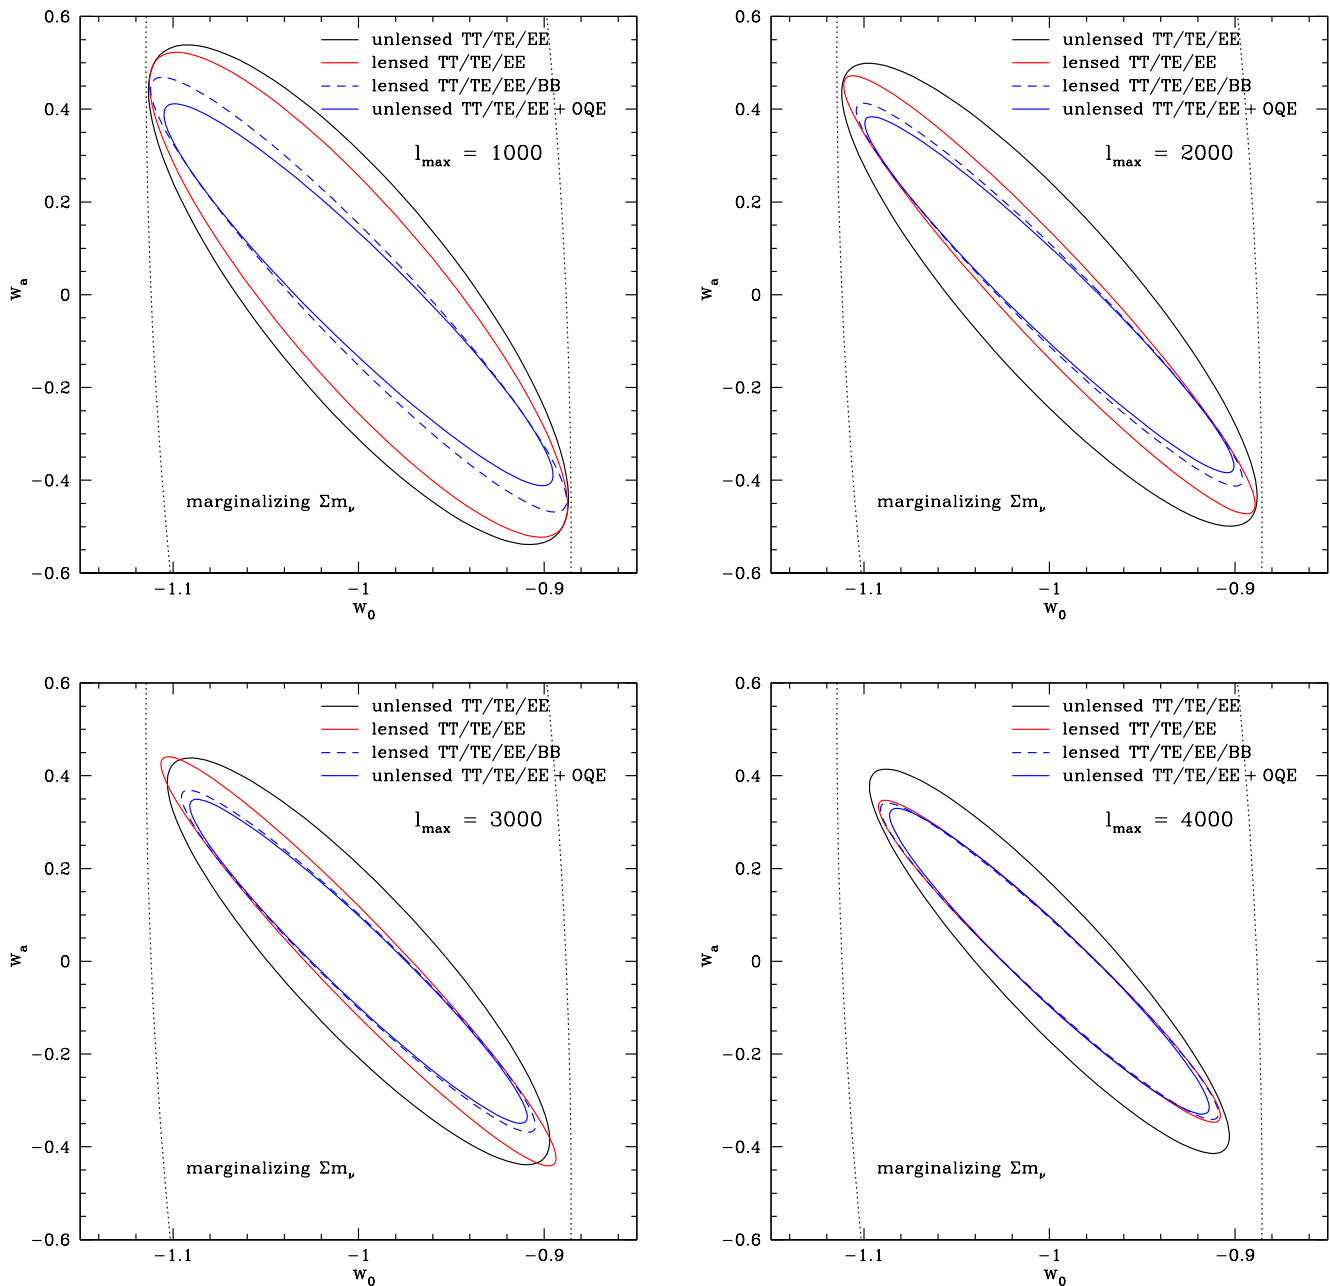 0.6
0.4
0.2
0
−0.2
−0.4
−0.6
w_a
unlensed TT/TE/EE
lensed TT/TE/EE
lensed TT/TE/EE/BB
unlensed TT/TE/EE + OQE
l_max = 1000
marginalizing Σm_ν
−1.1 −1 −0.9
w_0
0.6
0.4
0.2
0
−0.2
−0.4
−0.6
w_a
unlensed TT/TE/EE
lensed TT/TE/EE
lensed TT/TE/EE/BB
unlensed TT/TE/EE + OQE
l_max = 2000
marginalizing Σm_ν
−1.1 −1 −0.9
w_0
0.6
0.4
0.2
0
−0.2
−0.4
−0.6
w_a
unlensed TT/TE/EE
lensed TT/TE/EE
lensed TT/TE/EE/BB
unlensed TT/TE/EE + OQE
l_max = 3000
marginalizing Σm_ν
−1.1 −1 −0.9
w_0
0.6
0.4
0.2
0
−0.2
−0.4
−0.6
w_a
unlensed TT/TE/EE
lensed TT/TE/EE
lensed TT/TE/EE/BB
unlensed TT/TE/EE + OQE
l_max = 4000
marginalizing Σm_ν
−1.1 −1 −0.9
w_0